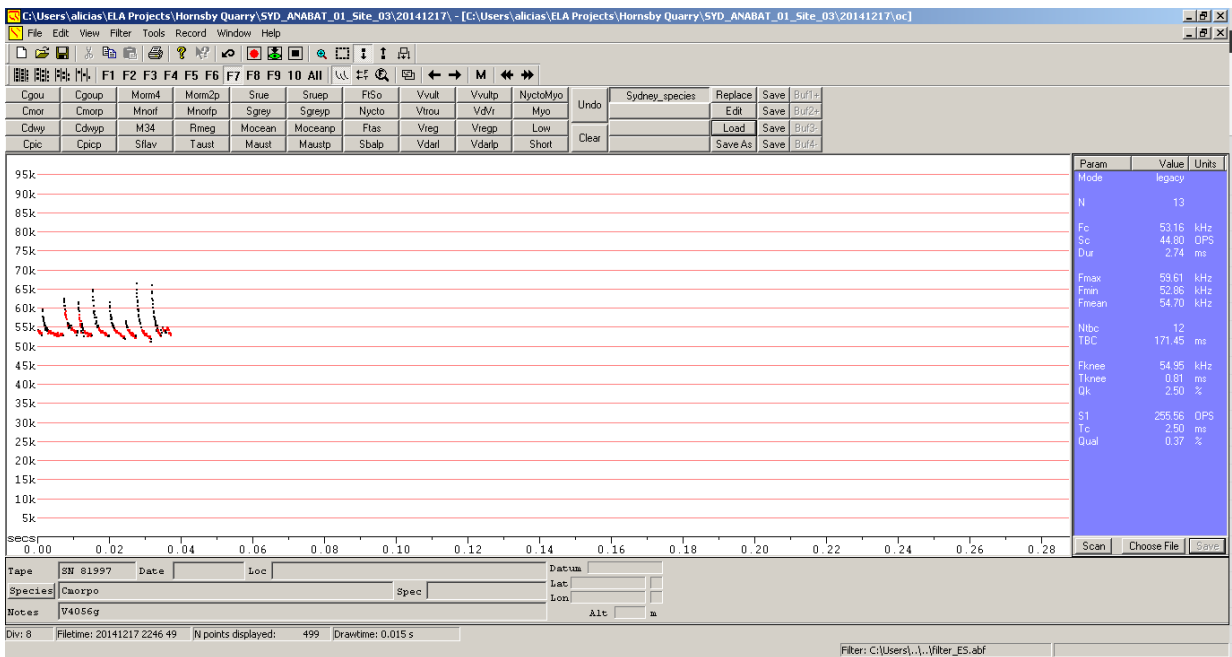 C:\Users\alicias\ELA Projects\Hornsby Quarry\SYD_ANABAT_01_Site_03\20141217\ - [C:\Users\alicias\ELA Projects\Hornsby Quarry\SYD_ANABAT_01_Site_03\20141217\oc]
File Edit View Filter Tools Record Window Help
F1 F2 F3 F4 F5 F6 F7 F8 F9 10 All M
Cgou Cgoup Morm4 Morm2p Srue Sruep FtSo Vvult Vvultp NyctoMyo Undo Sydney_species Replace Save Buf1+
Cmor Cmorp Mnorf Mnorfp Sgrey Sgreyp Nycto Vtrou VdVr Myo Edit Save Buf2+
Cdwy Cdwyp M34 Rmeg Mocean Moceanp Ftas Vreg Vregp Low Clear Load Save Buf3-
Cpic Cpicp Sflav Taust Maust Maustp Sbalp Vdarl Vdarlp Short Save As Save Buf4-
95k
90k
85k
80k
75k
70k
65k
60k
55k
50k
45k
40k
35k
30k
25k
20k
15k
10k
5k
secs
0.00 0.02 0.04 0.06 0.08 0.10 0.12 0.14 0.16 0.18 0.20 0.22 0.24 0.26 0.28
Param Value Units
Mode legacy
N 13
Fc 53.16 kHz
Sc 44.80 OPS
Dur 2.74 ms
Fmax 59.61 kHz
Fmin 52.86 kHz
Fmean 54.70 kHz
Ntbc 12
TBC 171.45 ms
Fknee 54.95 kHz
Tknee 0.81 ms
Qk 2.50 %
S1 255.56 OPS
Tc 2.50 ms
Qual 0.37 %
Scan Choose File Save
Tape SN 81997 Date Loc Datum
Species Cmorpo Spec Lat
Lon
Notes V4056g Alt m
Div: 8 Filetime: 20141217 2246 49 N points displayed: 499 Drawtime: 0.015 s
Filter: C:\Users\..\..\filter_ES.abf